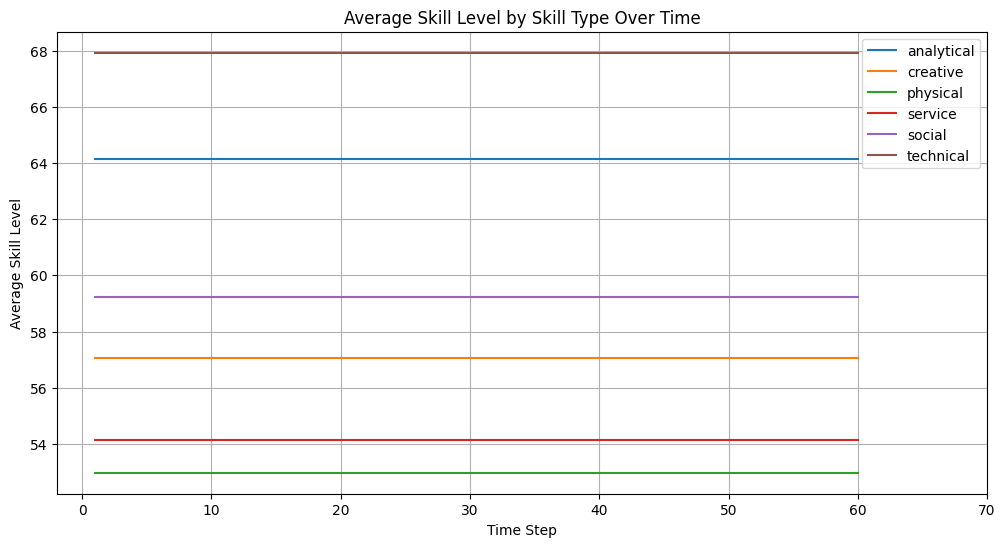 Average Skill Level by Skill Type Over Time
Average Skill Level
68
66
64
62
60
58
56
54
analytical
creative
physical
service
social
technical
0 10 20 30 40 50 60 70
Time Step